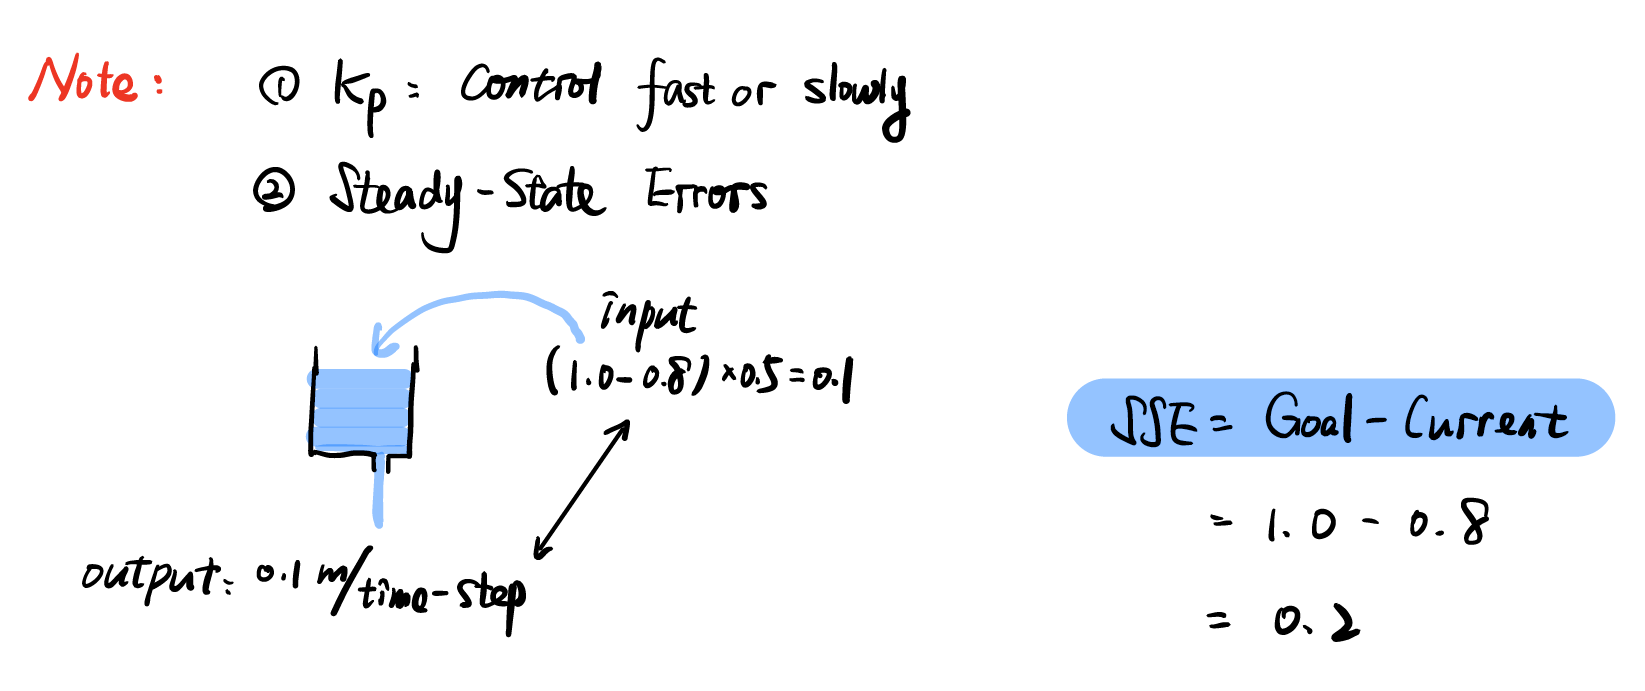 Note:
① Kp: Control fast or slowly
② Steady-State Errors
input
(1.0-0.8)×0.5=0.1
output: 0.1 m/time-step
SSE = Goal - Current
= 1.0 - 0.8
= 0.2